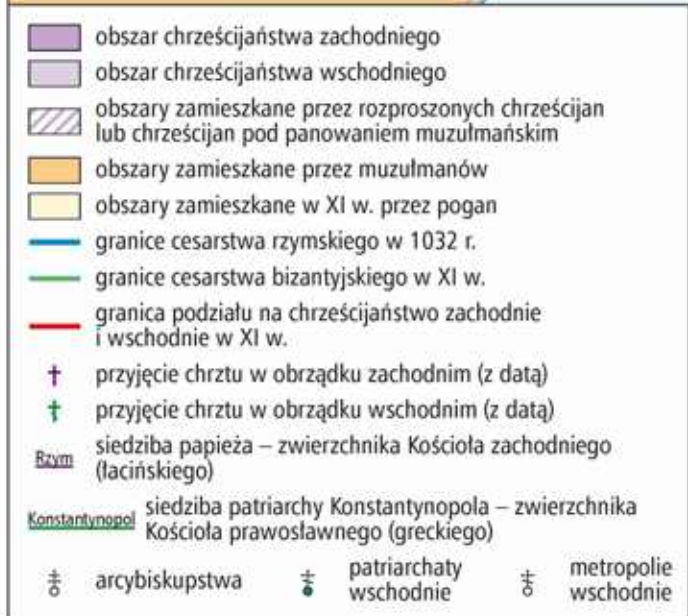 obszar chrześcijaństwa zachodniego
obszar chrześcijaństwa wschodniego
obszary zamieszkane przez rozproszonych chrześcijan
lub chrześcijan pod panowaniem muzułmańskim
obszary zamieszkane przez muzułmanów
obszary zamieszkane w XI w. przez pogan
granice cesarstwa rzymskiego w 1032 r.
granice cesarstwa bizantyjskiego w XI w.
granica podziału na chrześcijaństwo zachodnie
i wschodnie w XI w.
przyjęcie chrztu w obrządku zachodnim (z datą)
przyjęcie chrztu w obrządku wschodnim (z datą)
Rzym siedziba papieża – zwierzchnika Kościoła zachodniego
(łacińskiego)
Konstantynopol siedziba patriarchy Konstantynopola – zwierzchnika
Kościoła prawosławnego (greckiego)
arcybiskupstwa
patriarchaty
wschodnie
metropolie
wschodnie